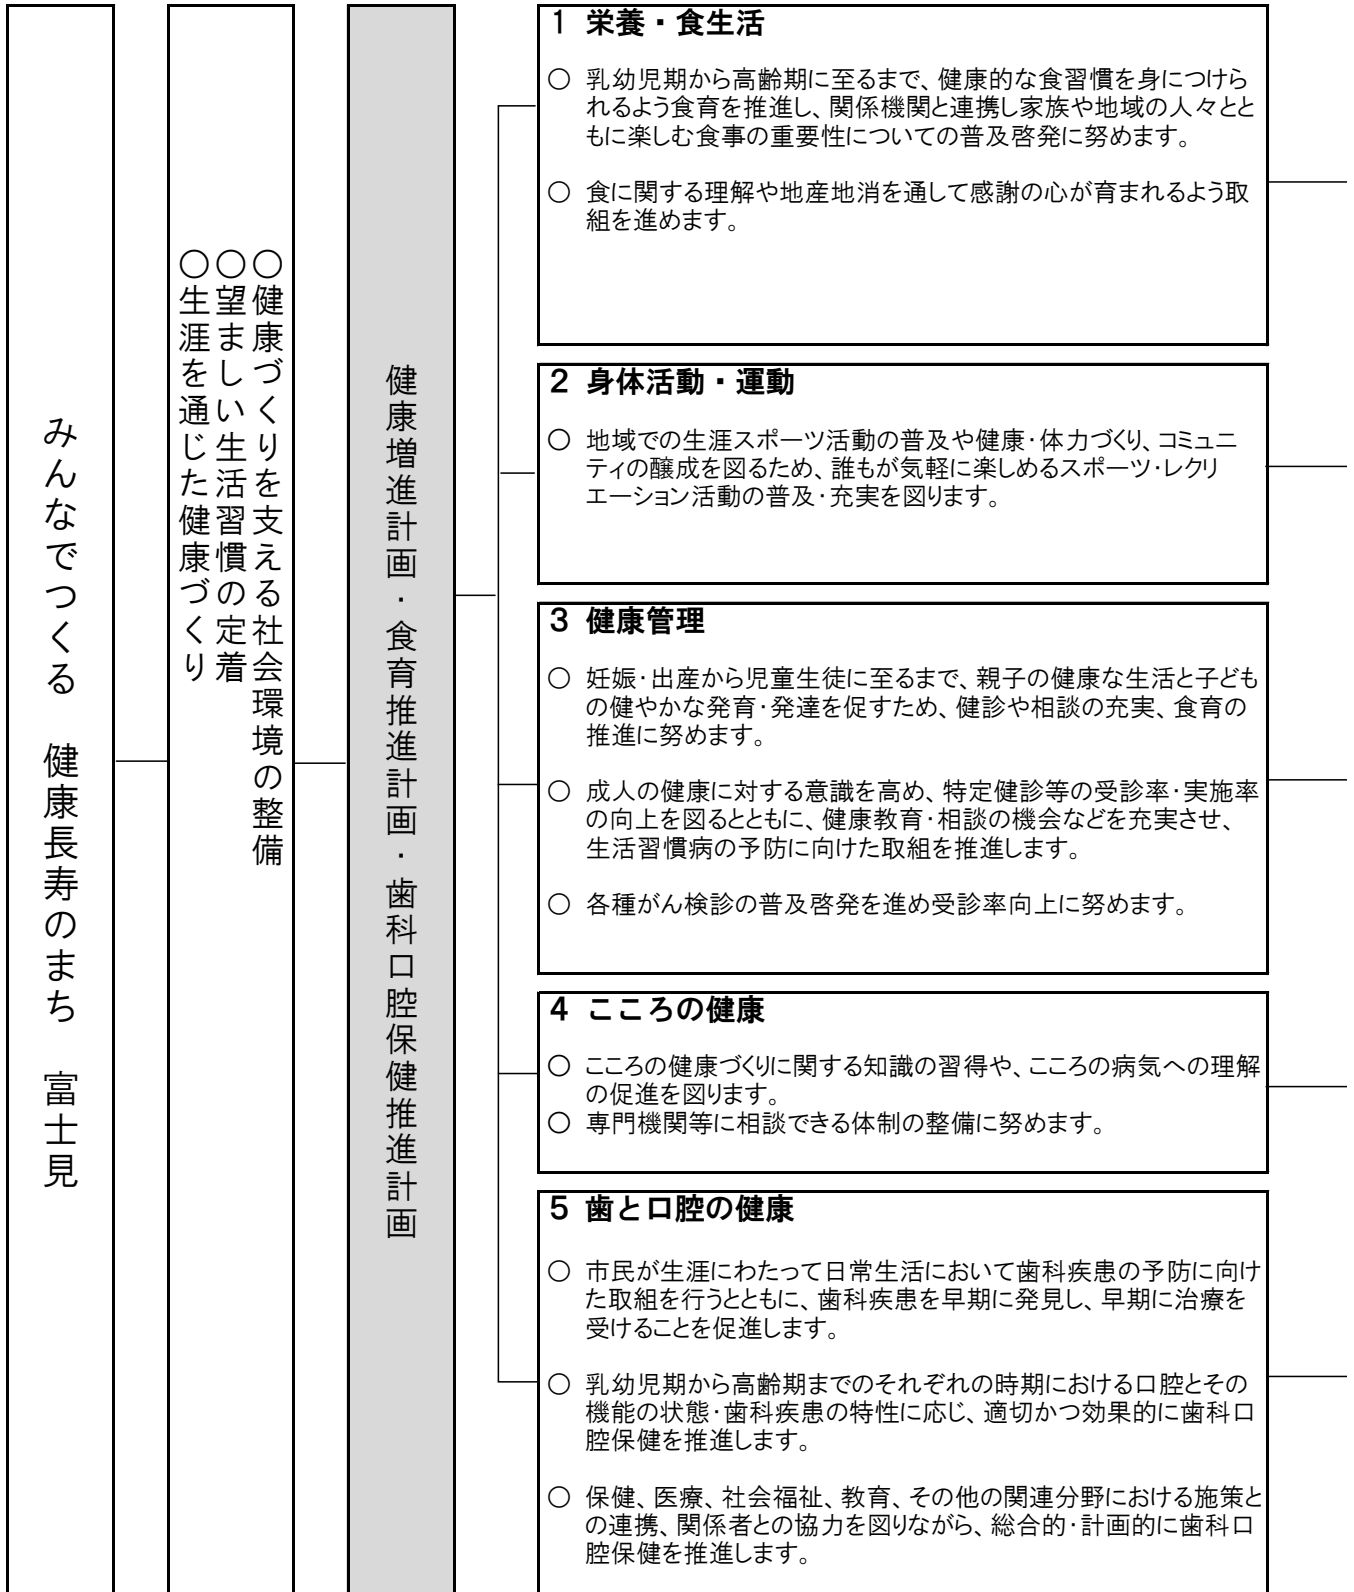 みんなでつくる　健康長寿のまち　富士見
○健康づくりを支える社会環境の整備
○望ましい生活習慣の定着
○生涯を通じた健康づくり
健康増進計画・食育推進計画・歯科口腔保健推進計画
1 栄養・食生活
○ 乳幼児期から高齢期に至るまで、健康的な食習慣を身につけら
れるよう食育を推進し、関係機関と連携し家族や地域の人々とと
もに楽しむ食事の重要性についての普及啓発に努めます。
○ 食に関する理解や地産地消を通して感謝の心が育まれるよう取
組を進めます。
2 身体活動・運動
○ 地域での生涯スポーツ活動の普及や健康・体力づくり、コミュニ
ティの醸成を図るため、誰もが気軽に楽しめるスポーツ・レクリ
エーション活動の普及・充実を図ります。
3 健康管理
○ 妊娠・出産から児童生徒に至るまで、親子の健康な生活と子ども
の健やかな発育・発達を促すため、健診や相談の充実、食育の
推進に努めます。
○ 成人の健康に対する意識を高め、特定健診等の受診率・実施率
の向上を図るとともに、健康教育・相談の機会などを充実させ、
生活習慣病の予防に向けた取組を推進します。
○ 各種がん検診の普及啓発を進め受診率向上に努めます。
4 こころの健康
○ こころの健康づくりに関する知識の習得や、こころの病気への理解
の促進を図ります。
○ 専門機関等に相談できる体制の整備に努めます。
5 歯と口腔の健康
○ 市民が生涯にわたって日常生活において歯科疾患の予防に向け
た取組を行うとともに、歯科疾患を早期に発見し、早期に治療を
受けることを促進します。
○ 乳幼児期から高齢期までのそれぞれの時期における口腔とその
機能の状態・歯科疾患の特性に応じ、適切かつ効果的に歯科口
腔保健を推進します。
○ 保健、医療、社会福祉、教育、その他の関連分野における施策と
の連携、関係者との協力を図りながら、総合的・計画的に歯科口
腔保健を推進します。